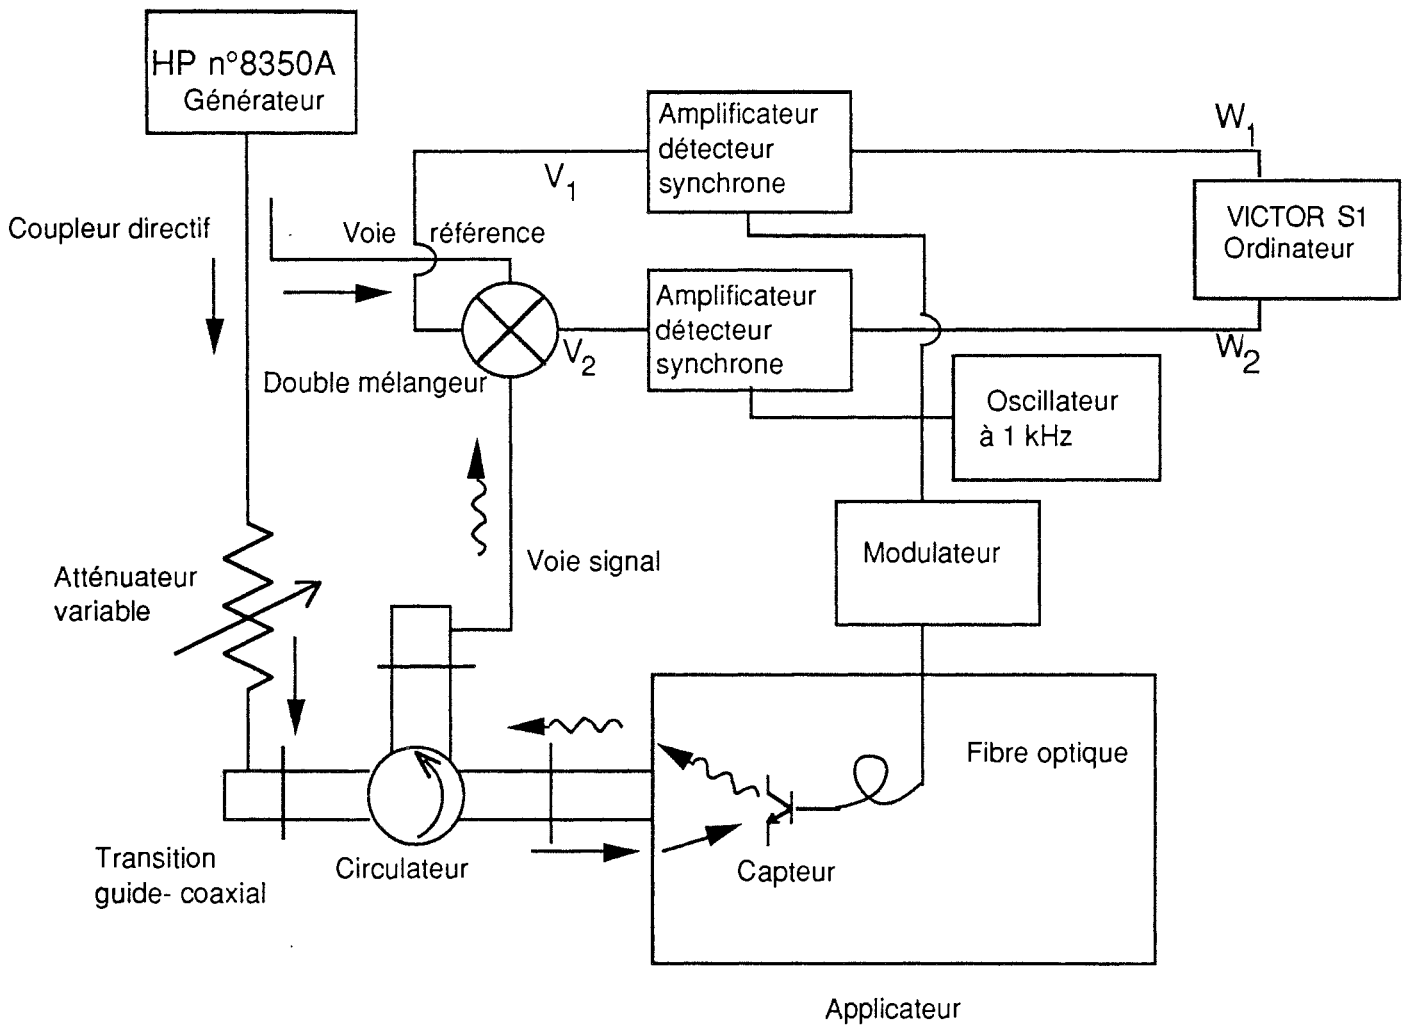 HP n°8350A
Générateur
Amplificateur
détecteur
synchrone
W1
V1
VICTOR S1
Ordinateur
Coupleur directif
Voie référence
Amplificateur
détecteur
synchrone
V2
W2
Double mélangeur
Oscillateur
à 1 kHz
Modulateur
Voie signal
Atténuateur
variable
Fibre optique
Transition
guide- coaxial
Circulateur
Capteur
Applicateur